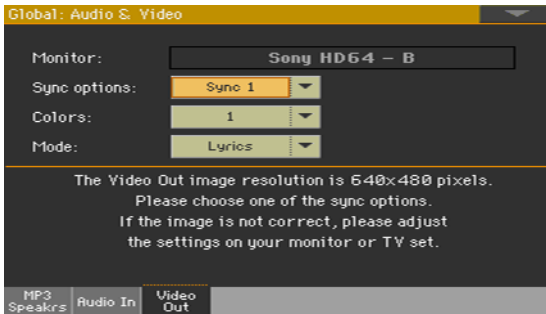 Global: Audio & Video
Monitor: Sony HD64 - B
Sync options: Sync 1
Colors: 1
Mode: Lyrics
The Video Out image resolution is 640x480 pixels.
Please choose one of the sync options.
If the image is not correct, please adjust
the settings on your monitor or TV set.
MP3 Speakrs Audio In Video Out